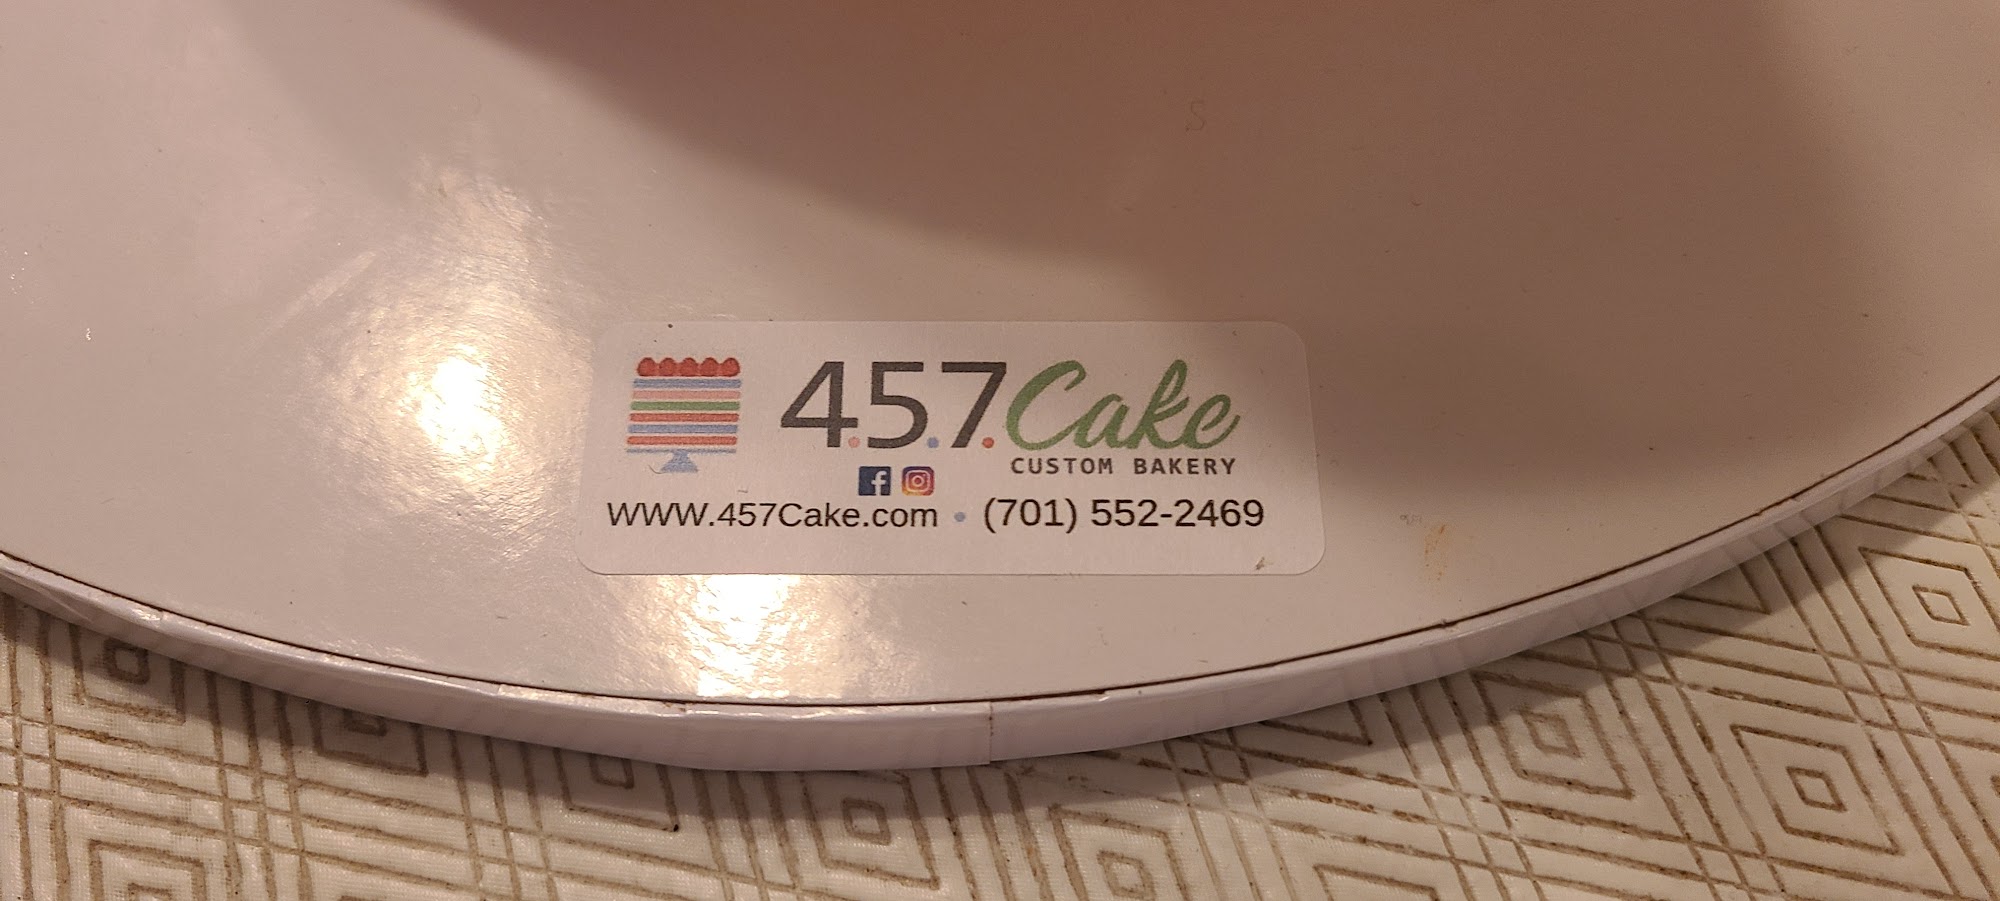 4.5.7.Cake
CUSTOM BAKERY
www.457Cake.com • (701) 552-2469